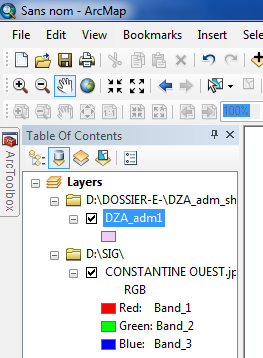 Sans nom - ArcMap
File Edit View Bookmarks Insert Sele
100%
ArcToolbox
Table Of Contents
Layers
D:\DOSSIER-E-\DZA_adm_sh
DZA_adm1
D:\SIG\
CONSTANTINE OUEST.jp
RGB
Red: Band_1
Green: Band_2
Blue: Band_3